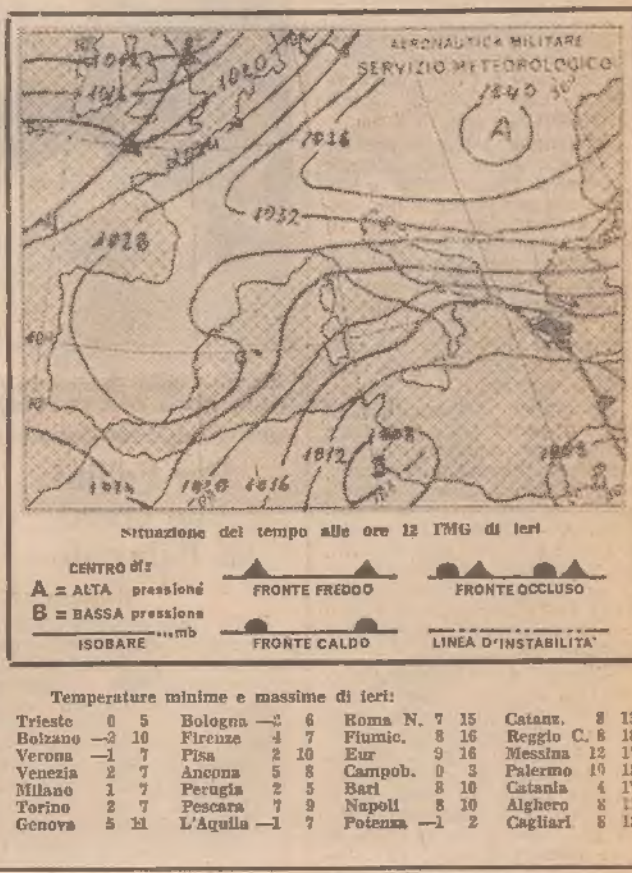 AERONAUTICA MILITARE
SERVIZIO METEOROLOGICO
1020
1840
A
1036
1032
1028
1020 1016 1012
1008
B
Situazione del tempo alle ore 12 TMG di ieri
CENTRO di:
A = ALTA pressione
B = BASSA pressione
...mb
ISOBARE
FRONTE FREDDO
FRONTE CALDO
FRONTE OCCLUSO
LINEA D'INSTABILITA'
Temperature minime e massime di ieri:
Trieste 0 5 Bologna —2 6 Roma N. 7 15 Catanz. 8
Bolzano —2 10 Firenze 4 7 Fiumic. 8 16 Reggio C. 8
Verona —1 7 Pisa 2 10 Eur 9 16 Messina 12
Venezia 2 7 Ancona 5 8 Campob. 0 3 Palermo 10
Milano 1 7 Perugia 2 5 Bari 8 10 Catania 4
Torino 2 7 Pescara 7 9 Napoli 8 10 Alghero 8
Genova 5 11 L'Aquila —1 7 Potenza —1 2 Cagliari 8